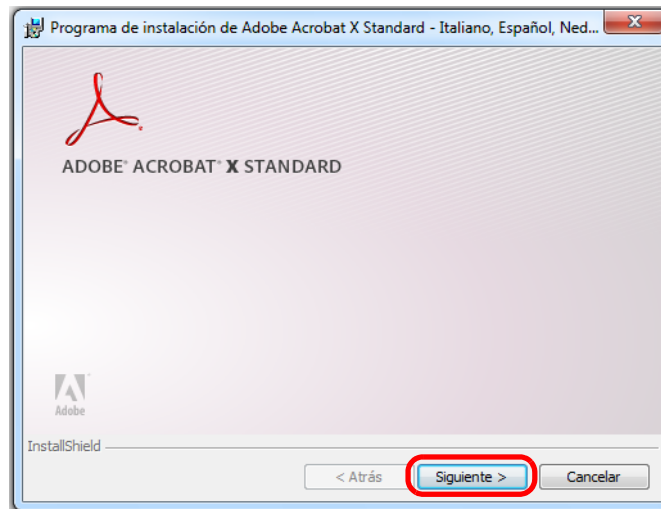 Programa de instalación de Adobe Acrobat X Standard - Italiano, Español, Ned...
ADOBE® ACROBAT® X STANDARD
Adobe
InstallShield
< Atrás
Siguiente >
Cancelar